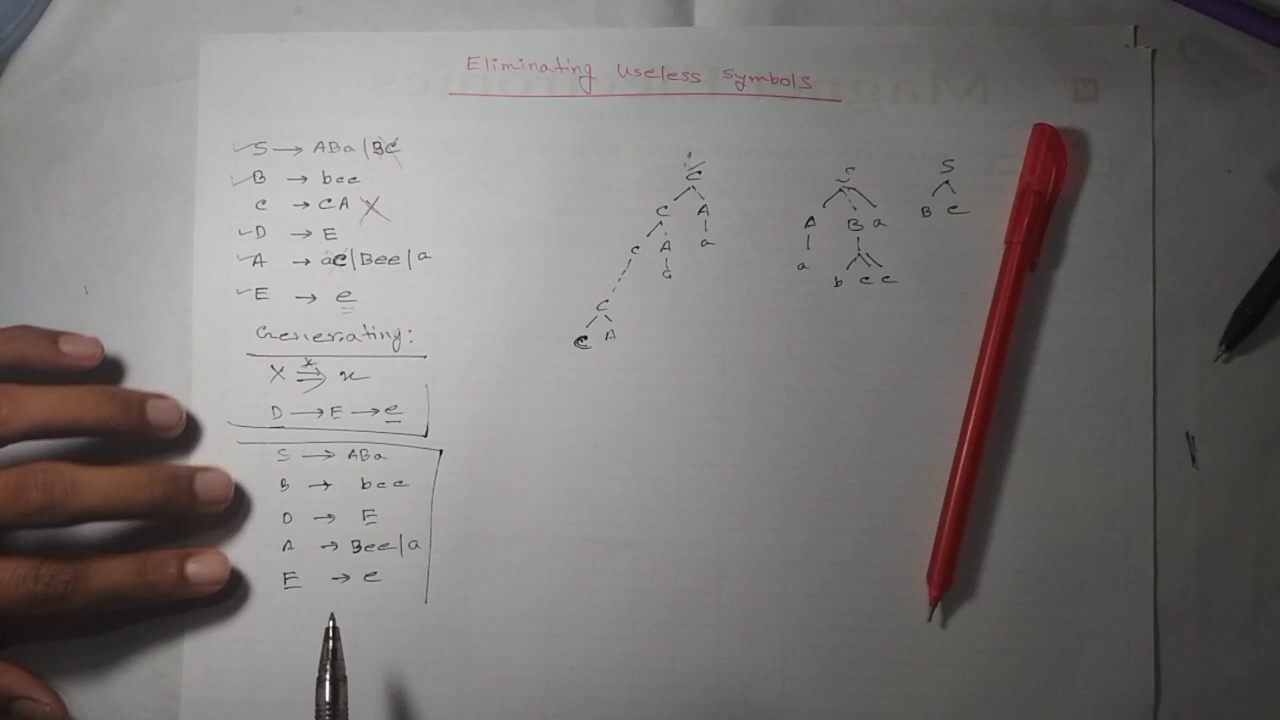 Eliminating useless symbols
S → ABa | BC
B → bcc
C → CA
D → E
A → aC | Bcc | a
E → e
Generating:
X ⇒* x
D → E → e
S → ABa
B → bcc
D → E
A → Bcc | a
E → e
C
C A
C A a
a
C
C A
S
A B a
a b c c
S
B C